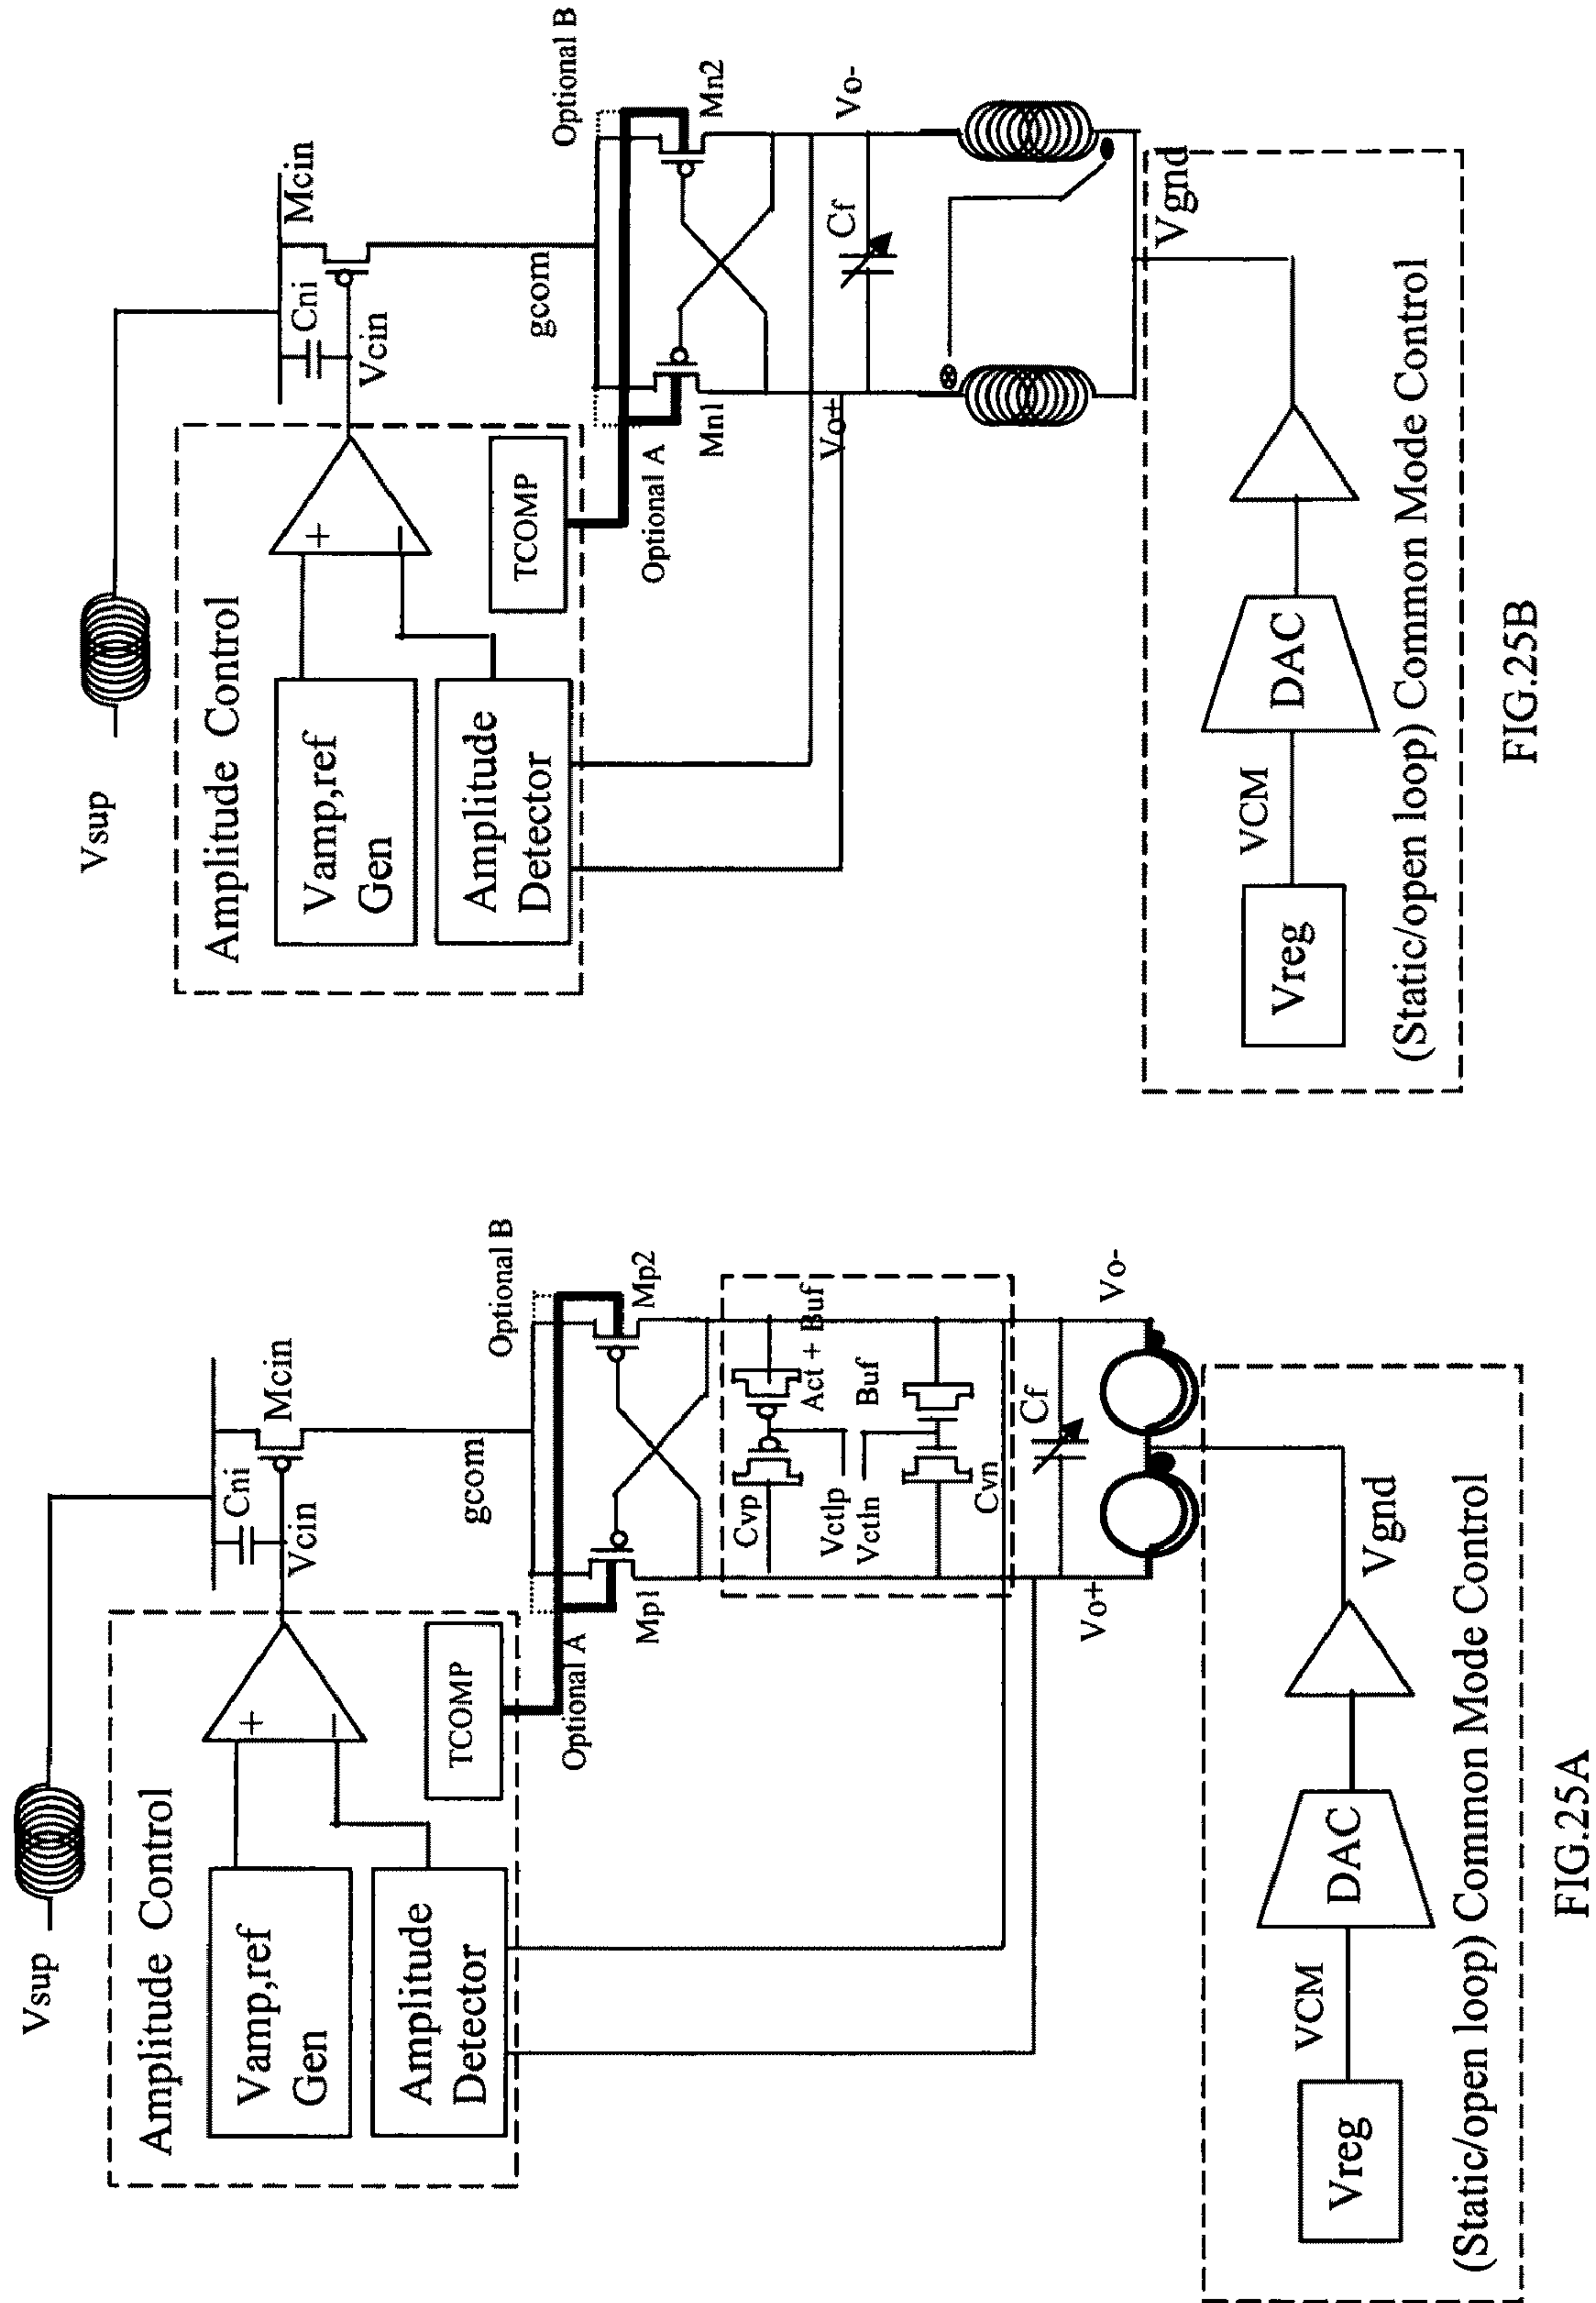 Vsup
Amplitude Control
Vamp,ref
Gen
Amplitude
Detector
+
−
TCOMP
Vcin
Cni
Mcin
gcom
Optional A
Optional B
Mp1
Mp2
Cvp
Act + Buf
Vctlp
Vctln
Buf
Cvn
Cf
Vo+
Vo-
Vgnd
Vreg
VCM
DAC
(Static/open loop) Common Mode Control
FIG.25A
Vsup
Amplitude Control
Vamp,ref
Gen
Amplitude
Detector
+
−
TCOMP
Vcin
Cni
Mcin
gcom
Optional A
Optional B
Mn1
Mn2
Vo+
Cf
Vo-
Vgnd
Vreg
VCM
DAC
(Static/open loop) Common Mode Control
FIG.25B